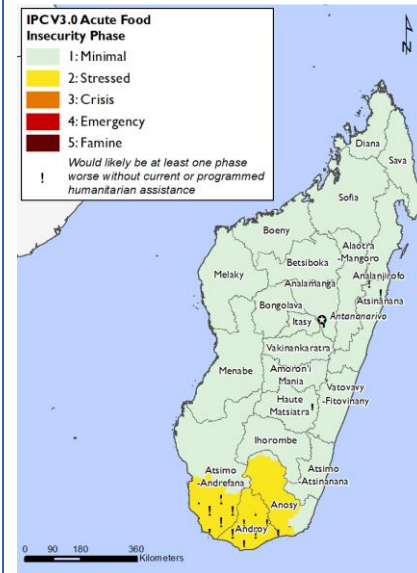 IPC V3.0 Acute Food
Insecurity Phase
1: Minimal
2: Stressed
3: Crisis
4: Emergency
5: Famine
! Would likely be at least one phase
worse without current or programmed
humanitarian assistance
N
Diana
Sava
Sofia
Boeny
Alaotra
-Mangoro
Betsiboka
Analanjirofo
Melaky
Analamanga
Atsinanana
Bongolava
Antananarivo
Itasy
Vakinankaratra
Menabe
Amoron'i
Mania
Vatovavy
-Fitovinany
Haute
Matsiatra
Ihorombe
Atsimo
-Andrefana
Atsimo
-Atsinanana
Anosy
Androy
0 90 180 360
Kilometers